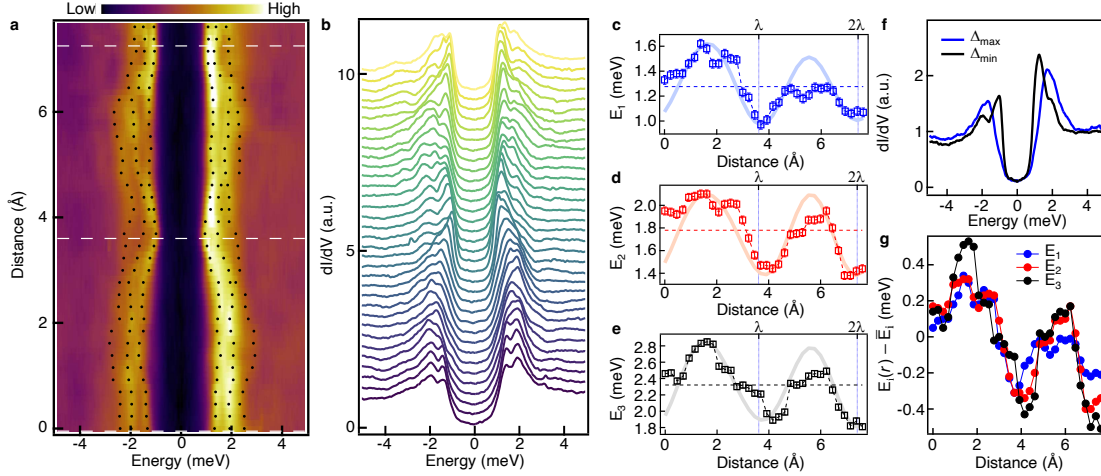 Low High
a
Distance (Å)
6
4
2
0
-4 -2 0 2 4
Energy (meV)
b
dI/dV (a.u.)
10
5
0
-4 -2 0 2 4
Energy (meV)
c
λ 2λ
E1 (meV)
1.6
1.4
1.2
1.0
0 2 4 6
Distance (Å)
d
E2 (meV)
2.0
1.8
1.6
1.4
0 2 4 6
Distance (Å)
e
λ 2λ
E3 (meV)
2.8
2.6
2.4
2.2
2.0
1.8
0 2 4 6
Distance (Å)
f
Δmax
Δmin
dI/dV (a.u.)
2
1
0
-4 -2 0 2 4
Energy (meV)
g
E1
E2
E3
Ei(r) − E̅i
0.4
0.2
0.0
-0.2
-0.4
0 2 4 6 8
Distance (Å)